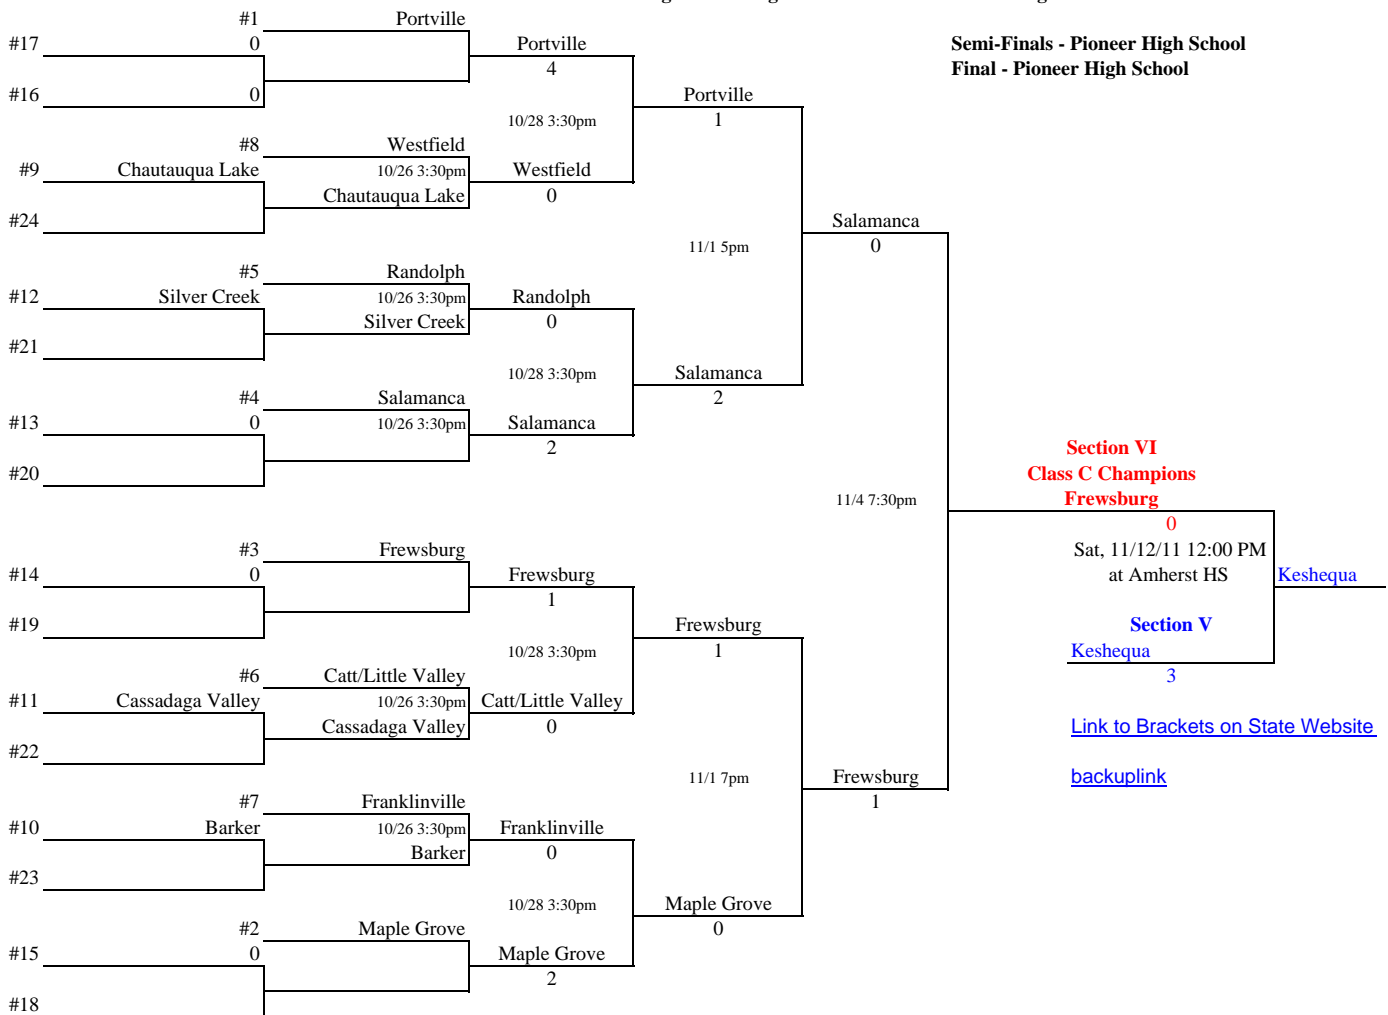 #1 Portville
#17 0 Portville
4
#16 0
Semi-Finals - Pioneer High School
Final - Pioneer High School
Portville
1
10/28 3:30pm
#8 Westfield
#9 Chautauqua Lake 10/26 3:30pm Westfield
Chautauqua Lake 0
#24
Salamanca
0
11/1 5pm
#5 Randolph
#12 Silver Creek 10/26 3:30pm Randolph
Silver Creek 0
#21
10/28 3:30pm Salamanca
2
#4 Salamanca
#13 0 10/26 3:30pm Salamanca
2
#20
Section VI
Class C Champions
11/4 7:30pm Frewsburg
0
Sat, 11/12/11 12:00 PM
at Amherst HS Keshequa
#3 Frewsburg
#14 0 Frewsburg
1
#19 Frewsburg
1
Section V
Keshequa
3
10/28 3:30pm
#6 Catt/Little Valley
#11 Cassadaga Valley 10/26 3:30pm Catt/Little Valley
Cassadaga Valley 0
#22
Link to Brackets on State Website
backuplink
11/1 7pm Frewsburg
1
#7 Franklinville
#10 Barker 10/26 3:30pm Franklinville
Barker 0
#23
10/28 3:30pm Maple Grove
0
#2 Maple Grove
#15 0 Maple Grove
2
#18